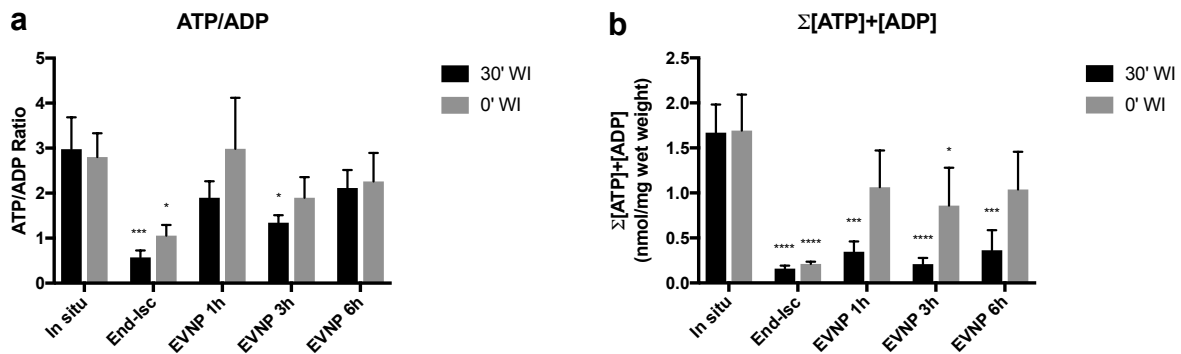 a
ATP/ADP
ATP/ADP Ratio
5
4
3
2
1
0
***
*
*
In situ
End-Isc
EVNP 1h
EVNP 3h
EVNP 6h
30' WI
0' WI
b
Σ[ATP]+[ADP]
Σ[ATP]+[ADP]
(nmol/mg wet weight)
2.5
2.0
1.5
1.0
0.5
0.0
**** ****
***
****
*
***
In situ
End-Isc
EVNP 1h
EVNP 3h
EVNP 6h
30' WI
0' WI